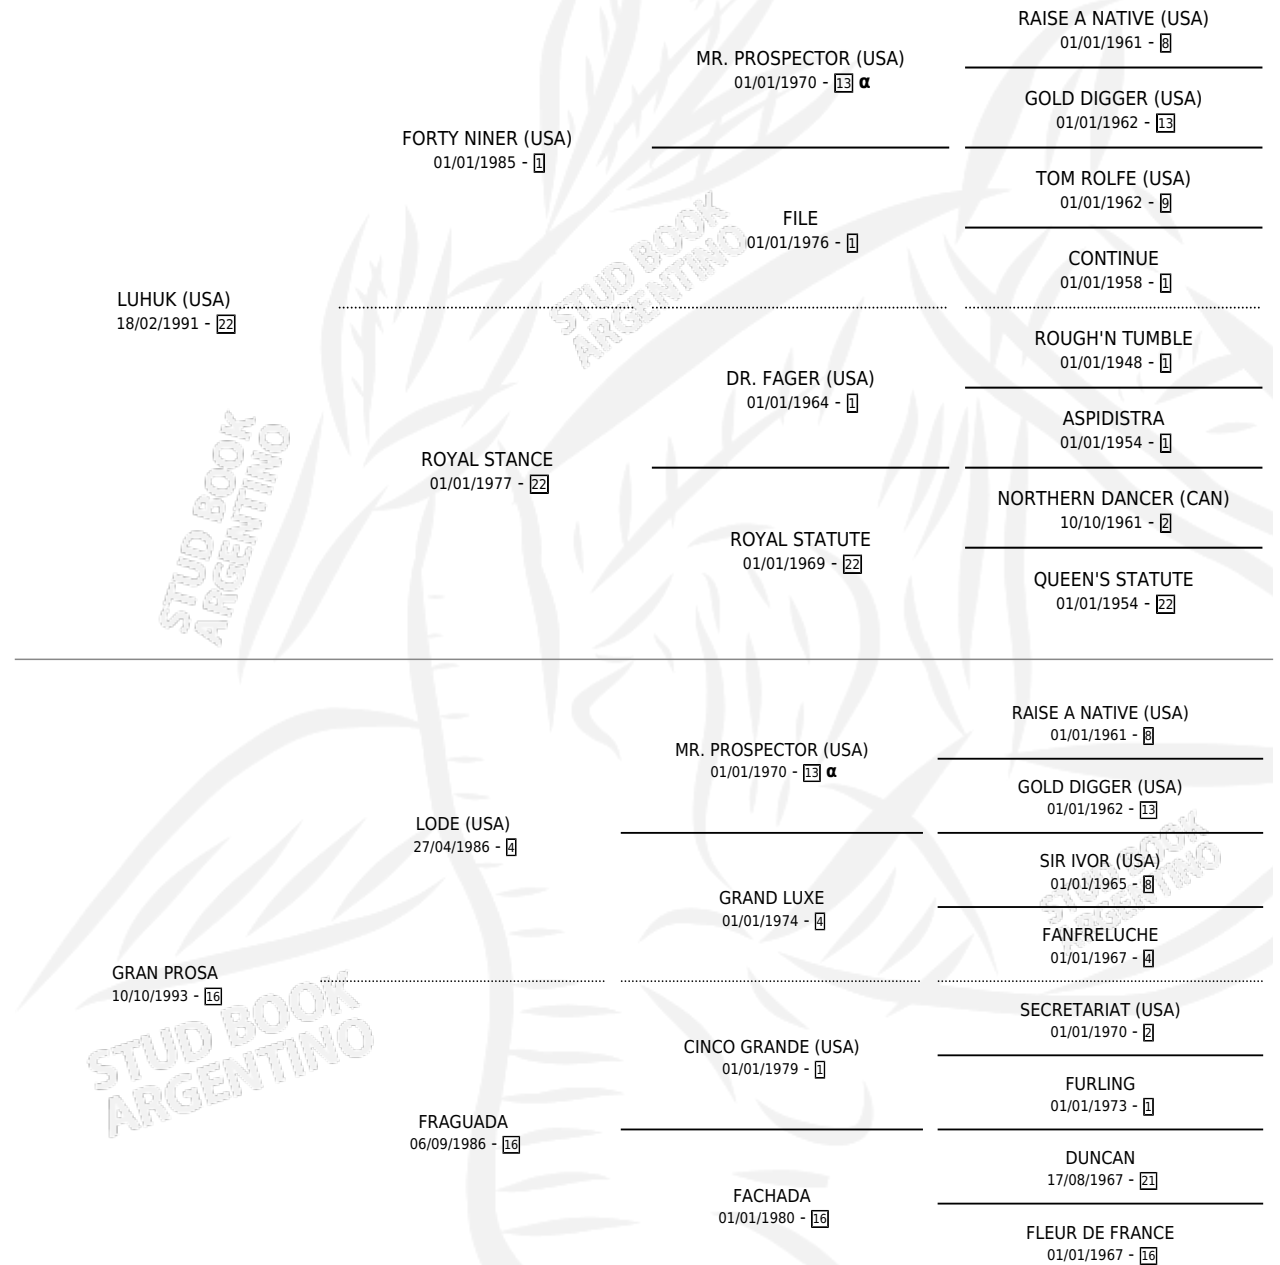 RAISE A NATIVE (USA)
01/01/1961 - 8
MR. PROSPECTOR (USA)
01/01/1970 - 13 α
GOLD DIGGER (USA)
01/01/1962 - 13
FORTY NINER (USA)
01/01/1985 - 1
TOM ROLFE (USA)
01/01/1962 - 9
FILE
01/01/1976 - 1
CONTINUE
01/01/1958 - 1
STUD BOOK
ARGENTINO
LUHUK (USA)
18/02/1991 - 22
ROUGH'N TUMBLE
01/01/1948 - 1
DR. FAGER (USA)
01/01/1964 - 1
ASPIDISTRA
01/01/1954 - 1
ROYAL STANCE
01/01/1977 - 22
NORTHERN DANCER (CAN)
10/10/1961 - 2
ROYAL STATUTE
01/01/1969 - 22
QUEEN'S STATUTE
01/01/1954 - 22
STUD BOOK
ARGENTINO
RAISE A NATIVE (USA)
01/01/1961 - 8
MR. PROSPECTOR (USA)
01/01/1970 - 13 α
GOLD DIGGER (USA)
01/01/1962 - 13
LODE (USA)
27/04/1986 - 4
SIR IVOR (USA)
01/01/1965 - 8
GRAND LUXE
01/01/1974 - 4
FANFRELUCHE
01/01/1967 - 4
STUD BOOK
ARGENTINO
GRAN PROSA
10/10/1993 - 16
SECRETARIAT (USA)
01/01/1970 - 2
CINCO GRANDE (USA)
01/01/1979 - 1
FURLING
01/01/1973 - 1
FRAGUADA
06/09/1986 - 16
DUNCAN
17/08/1967 - 21
FACHADA
01/01/1980 - 16
FLEUR DE FRANCE
01/01/1967 - 16
STUD BOOK
ARGENTINO